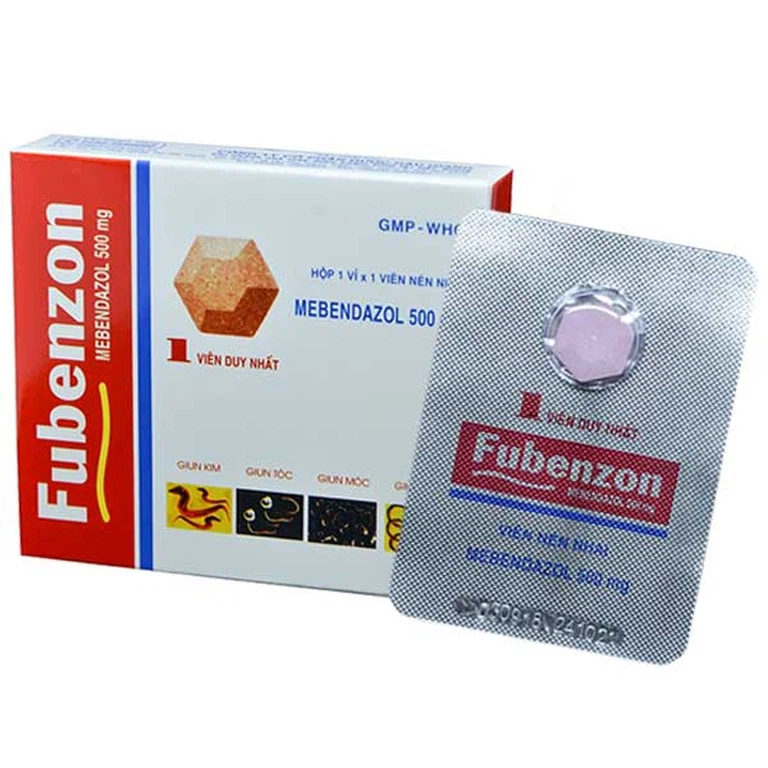 Fubenzon
MEBENDAZOL 500 mg
GMP - WHO
HỘP 1 VỈ x 1 VIÊN NÉN
MEBENDAZOL 500
1 VIÊN DUY NHẤT
GIUN KIM
GIUN TÓC
GIUN MÓC
1 VIÊN DUY NHẤT
Fubenzon
VIÊN NÉN NHAI
MEBENDAZOL 500 mg